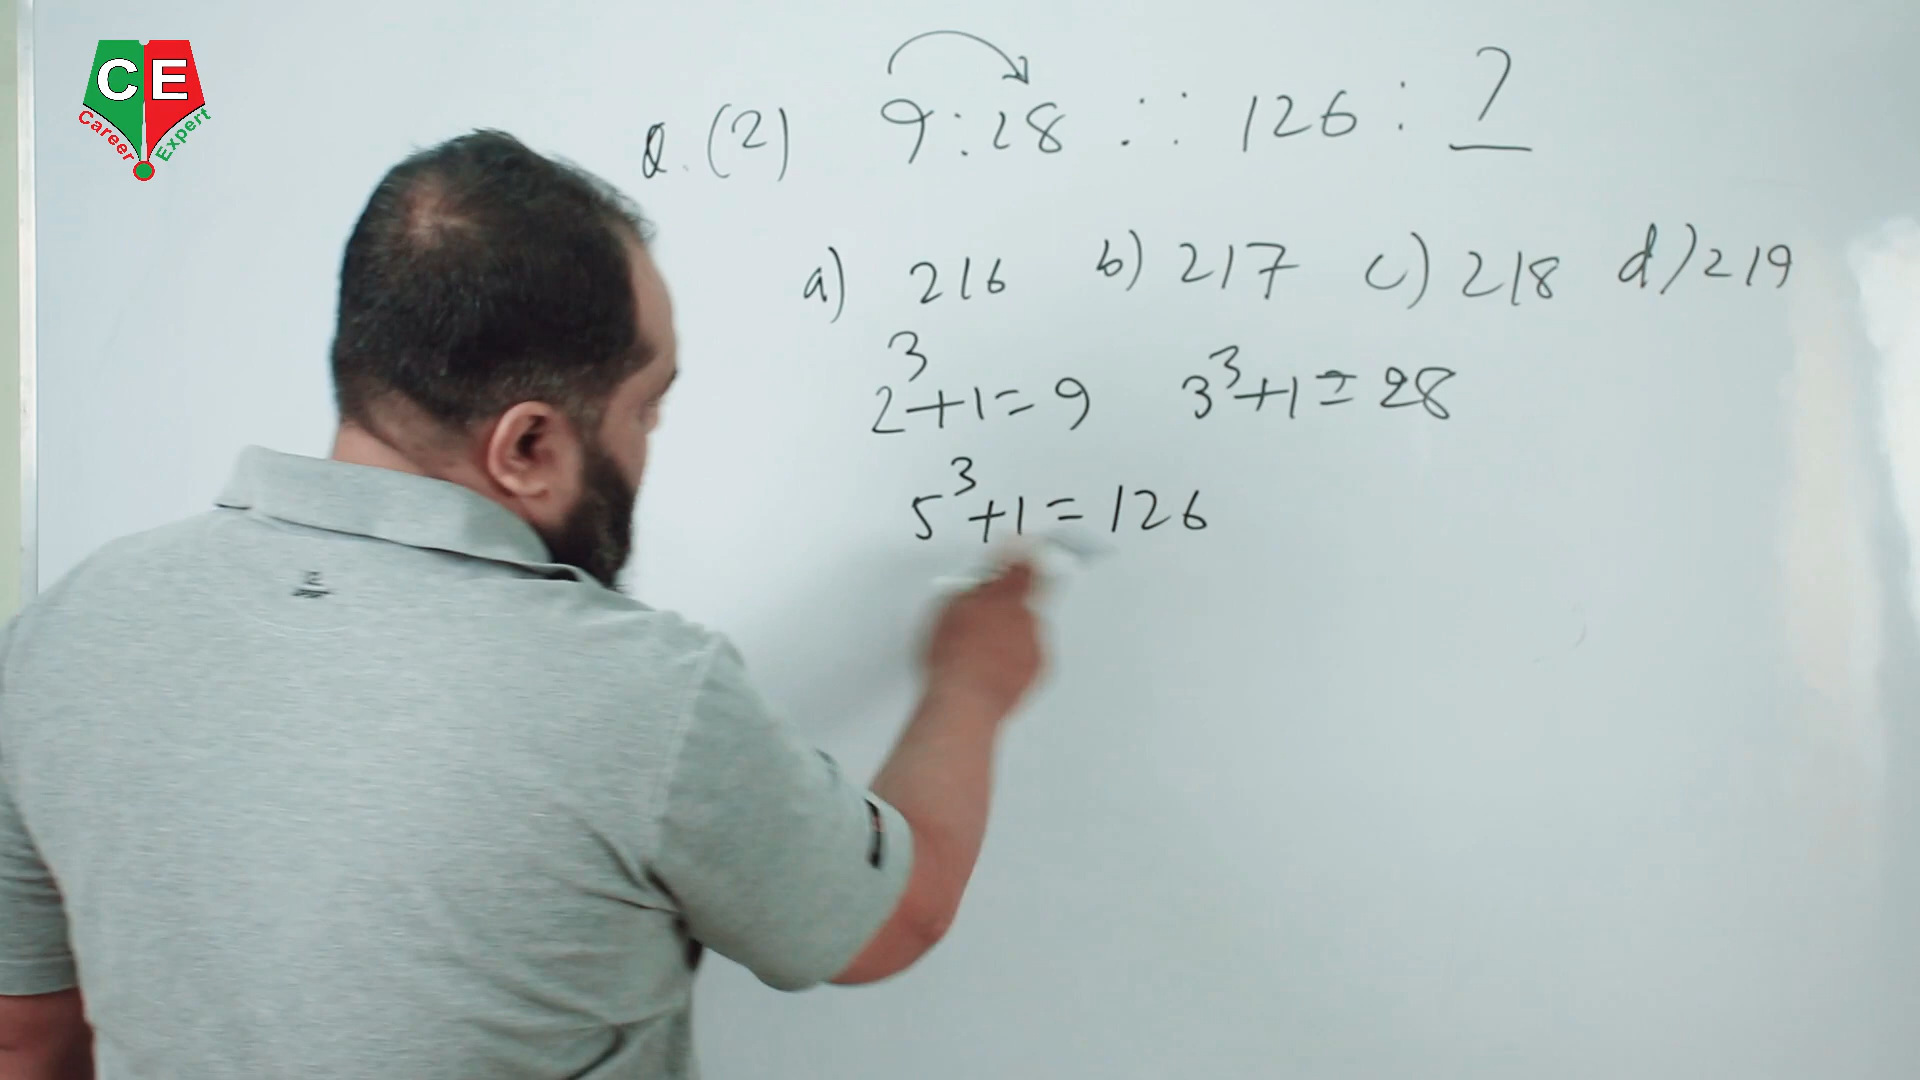 CE
Career Expert
Q. (2) 9 : 28 :: 126 : ?
a) 216 b) 217 c) 218 d) 219
2³+1=9 3³+1=28
5³+1=126